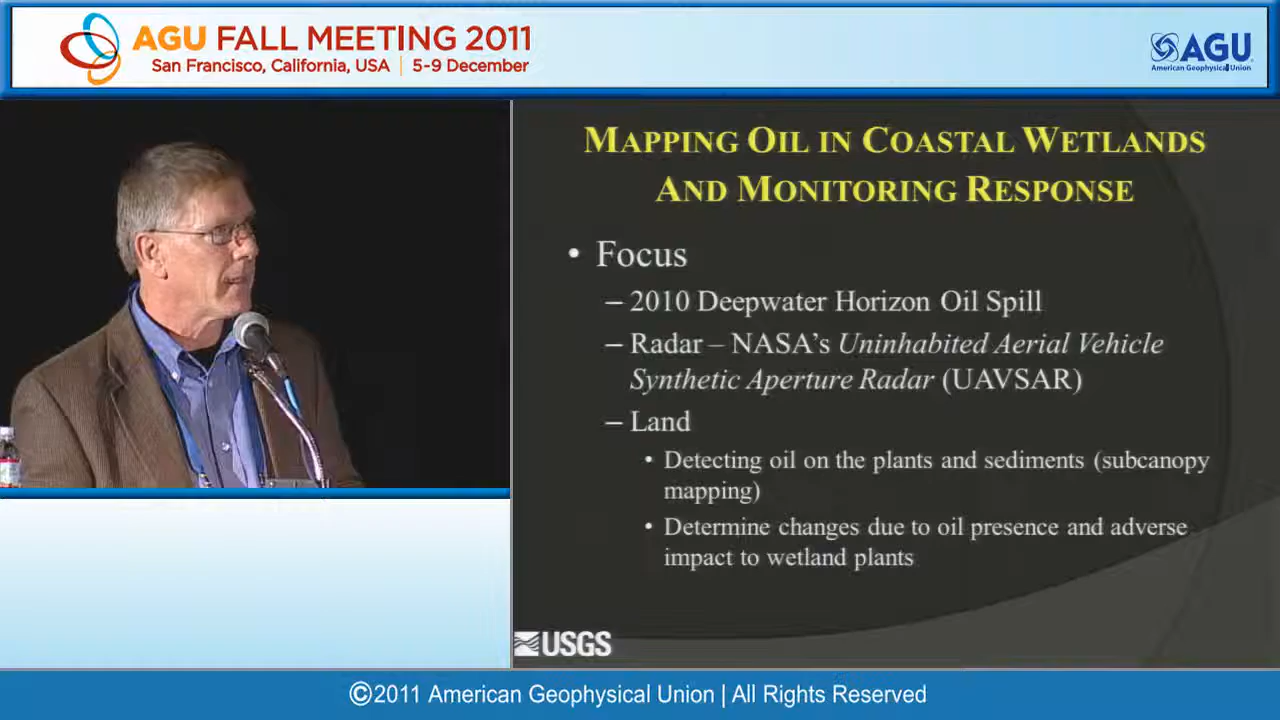 AGU FALL MEETING 2011
San Francisco, California, USA | 5-9 December
AGU
American Geophysical Union
MAPPING OIL IN COASTAL WETLANDS
AND MONITORING RESPONSE
• Focus
– 2010 Deepwater Horizon Oil Spill
– Radar – NASA's Uninhabited Aerial Vehicle
Synthetic Aperture Radar (UAVSAR)
– Land
• Detecting oil on the plants and sediments (subcanopy
mapping)
• Determine changes due to oil presence and adverse
impact to wetland plants
USGS
©2011 American Geophysical Union | All Rights Reserved